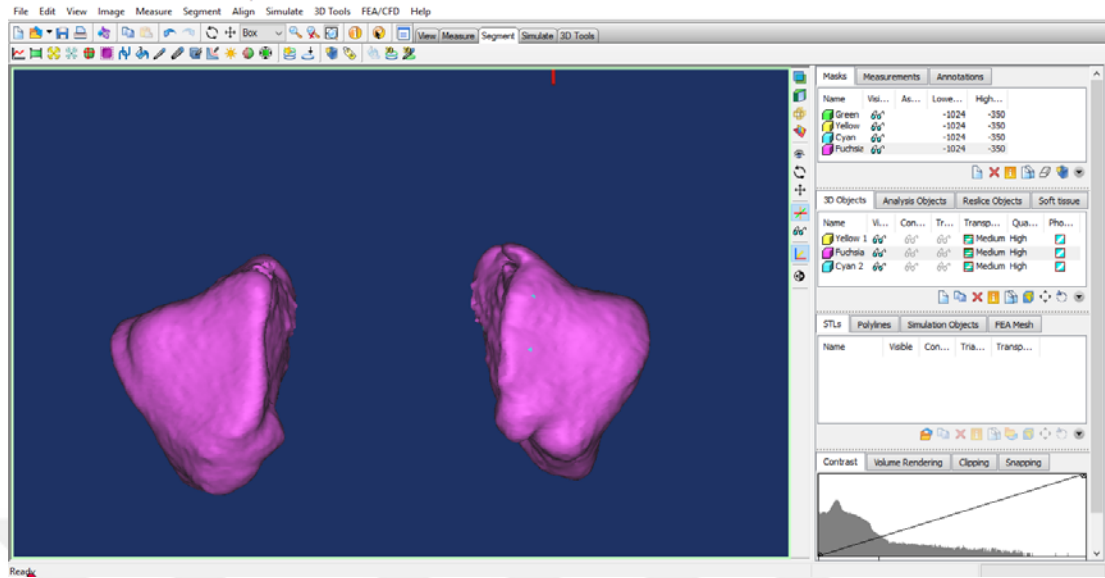 File Edit View Image Measure Segment Align Simulate 3D Tools FEA/CFD Help
Box View Measure Segment Simulate 3D Tools
Masks Measurements Annotations
Name Visi... As... Lowe... High...
Green -1024 -350
Yellow -1024 -350
Cyan -1024 -350
Fuchsia -1024 -350
3D Objects Analysis Objects Reslice Objects Soft tissue
Name Vi... Con... Tr... Transp... Qua... Pho...
Yellow 1 Medium High
Fuchsia Medium High
Cyan 2 Medium High
STLs Polylines Simulation Objects FEA Mesh
Name Visible Con... Tria... Transp...
Contrast Volume Rendering Clipping Snapping
Ready